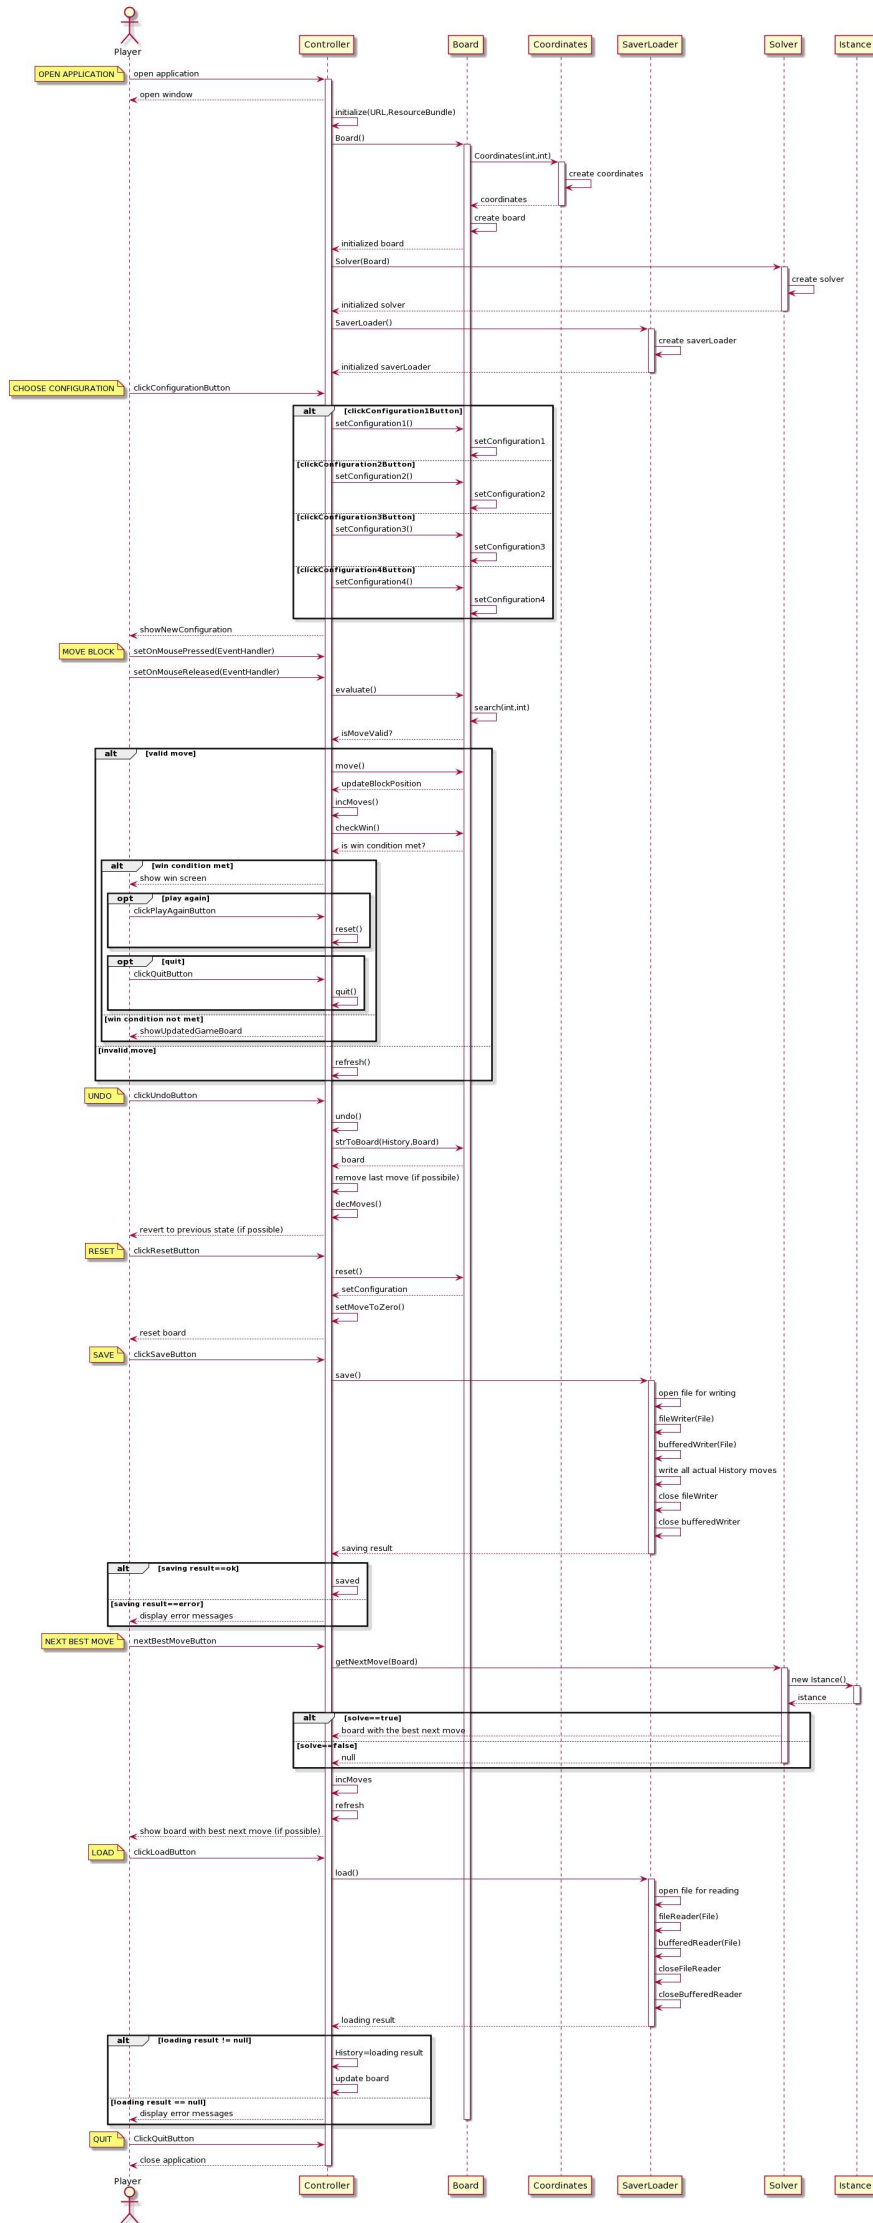 Player
Controller
Board
Coordinates
SaverLoader
Solver
Istance
OPEN APPLICATION
open application
open window
initialize(URL,ResourceBundle)
Board()
Coordinates(int,int)
create coordinates
coordinates
create board
initialized board
Solver(Board)
create solver
initialized solver
SaverLoader()
create saverLoader
initialized saverLoader
CHOOSE CONFIGURATION
clickConfigurationButton
alt [clickConfiguration1Button]
setConfiguration1()
setConfiguration1
[clickConfiguration2Button]
setConfiguration2()
setConfiguration2
[clickConfiguration3Button]
setConfiguration3()
setConfiguration3
[clickConfiguration4Button]
setConfiguration4()
setConfiguration4
showNewConfiguration
MOVE BLOCK
setOnMousePressed(EventHandler)
setOnMouseReleased(EventHandler)
evaluate()
search(int,int)
isMoveValid?
alt [valid move]
move()
updateBlockPosition
incMoves()
checkWin()
is win condition met?
alt [win condition met]
show win screen
opt [play again]
clickPlayAgainButton
reset()
opt [quit]
clickQuitButton
quit()
[win condition not met]
showUpdatedGameBoard
[invalid move]
refresh()
UNDO
clickUndoButton
undo()
strToBoard(History,Board)
board
remove last move (if possibile)
decMoves()
revert to previous state (if possible)
RESET
clickResetButton
reset()
setConfiguration
setMoveToZero()
reset board
SAVE
clickSaveButton
save()
open file for writing
fileWriter(File)
bufferedWriter(File)
write all actual History moves
close fileWriter
close bufferedWriter
saving result
alt [saving result==ok]
saved
[saving result==error]
display error messages
NEXT BEST MOVE
nextBestMoveButton
getNextMove(Board)
new Istance()
istance
alt [solve==true]
board with the best next move
[solve==false]
null
incMoves
refresh
show board with best next move (if possible)
LOAD
clickLoadButton
load()
open file for reading
fileReader(File)
bufferedReader(File)
closeFileReader
closeBufferedReader
loading result
alt [loading result != null]
History=loading result
update board
[loading result == null]
display error messages
QUIT
ClickQuitButton
close application
Player
Controller
Board
Coordinates
SaverLoader
Solver
Istance